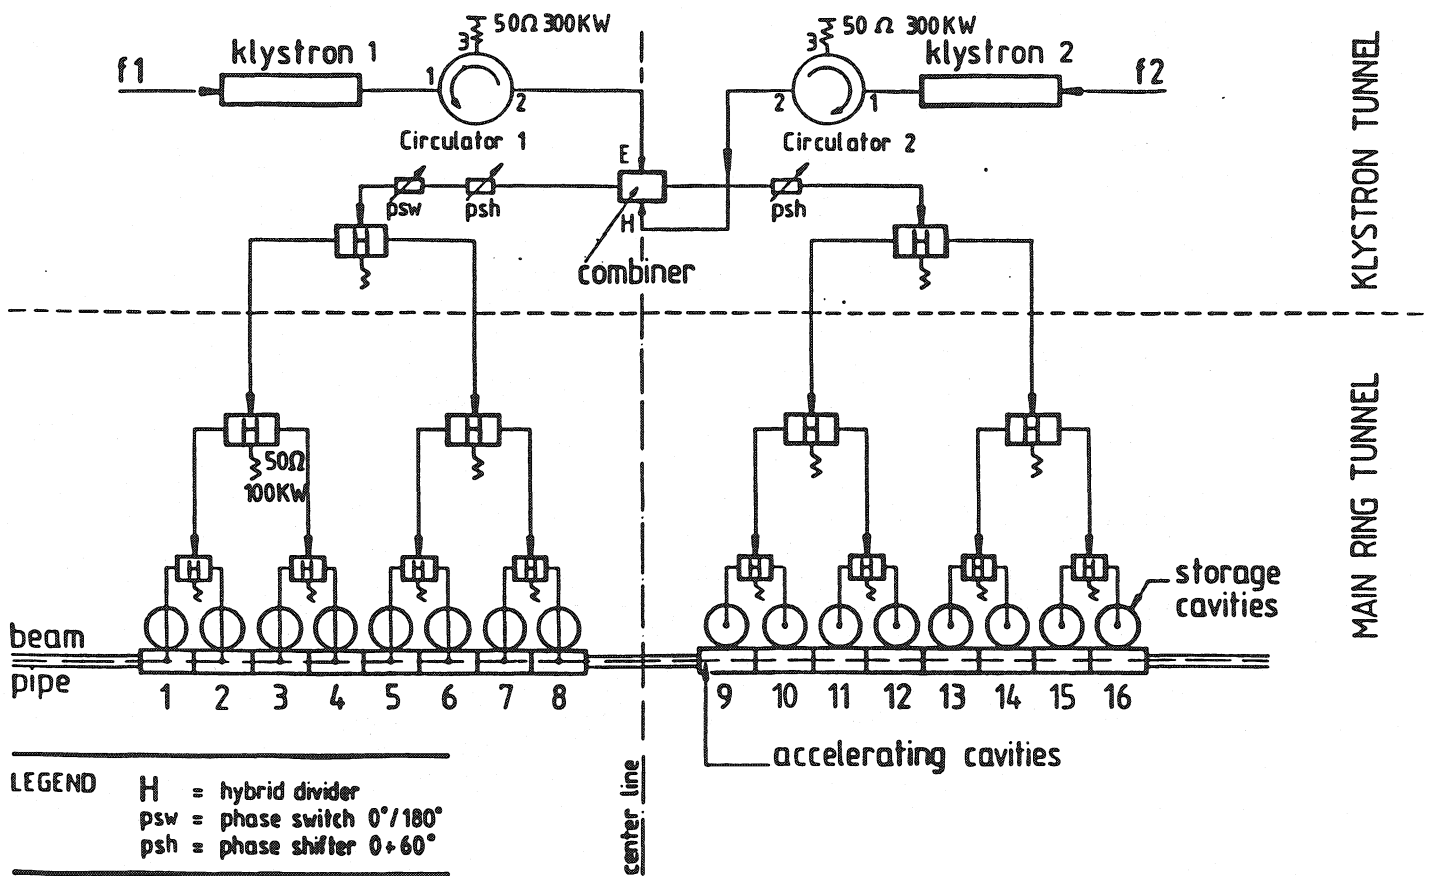 50Ω 300KW
50 Ω 300KW
3
3
klystron 1
klystron 2
f1
1
2
2
1
f2
Circulator 1
Circulator 2
E
psw
psh
H
psh
H
combiner
H
KLYSTRON TUNNEL
H
H
H
H
50Ω
100KW
H
H
H
H
H
H
H
H
storage
cavities
MAIN RING TUNNEL
beam
pipe
1 2 3 4 5 6 7 8 9 10 11 12 13 14 15 16
accelerating cavities
center line
LEGEND
H = hybrid divider
psw = phase switch 0°/180°
psh = phase shifter 0÷60°